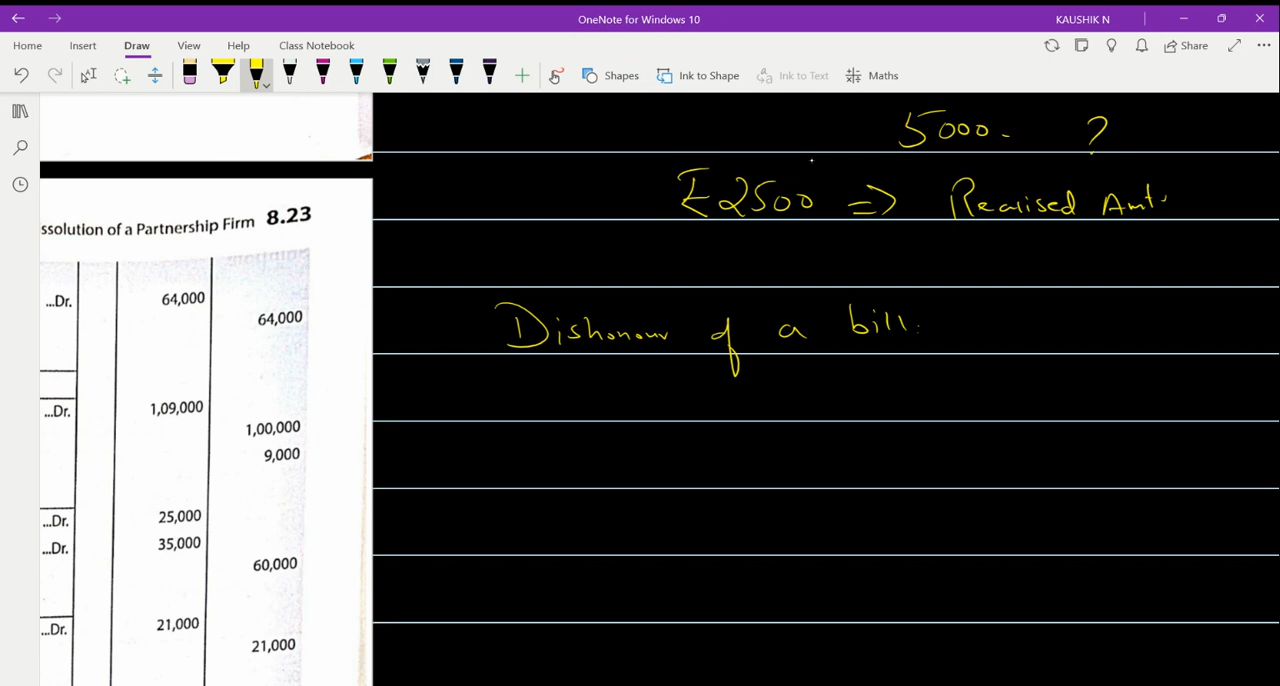 OneNote for Windows 10
KAUSHIK N
Home Insert Draw View Help Class Notebook
Share
Shapes Ink to Shape Ink to Text Maths
5000- ?
₹2500 => Realised Amt.
Dishonour of a bill.
ssolution of a Partnership Firm 8.23
...Dr. 64,000
64,000
...Dr. 1,09,000
1,00,000
9,000
...Dr. 25,000
...Dr. 35,000
60,000
...Dr. 21,000
21,000